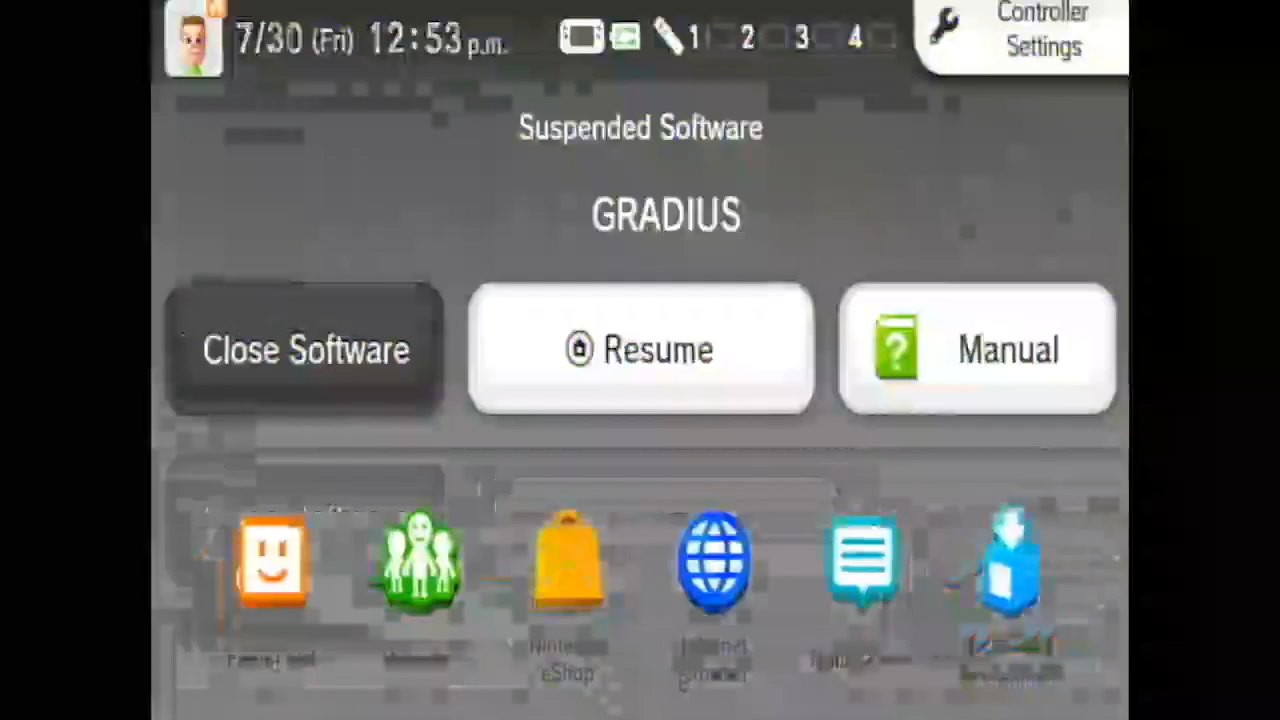 7/30 (Fri) 12:53 p.m.
1 2 3 4
Controller
Settings
Suspended Software
GRADIUS
Close Software
Resume
Manual
Nintendo
eShop
Internet